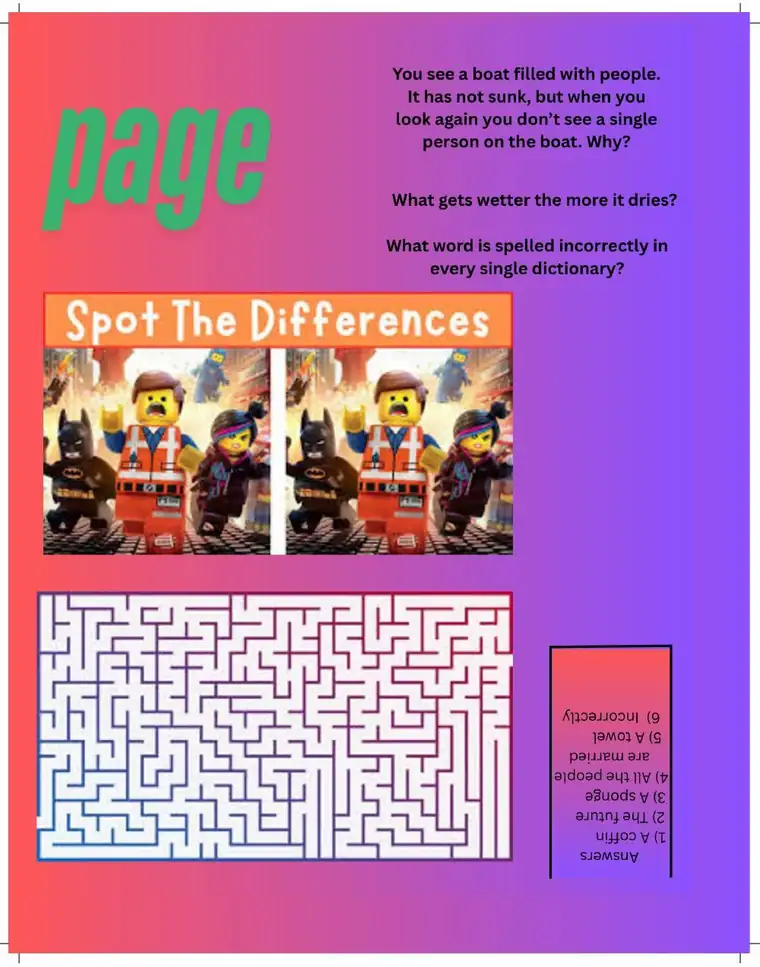 page
You see a boat filled with people.
It has not sunk, but when you
look again you don't see a single
person on the boat. Why?
What gets wetter the more it dries?
What word is spelled incorrectly in
every single dictionary?
Spot The Differences
Answers
1) A coffin
2) The future
3) A sponge
4) All the people
are married
5) A towel
6) Incorrectly